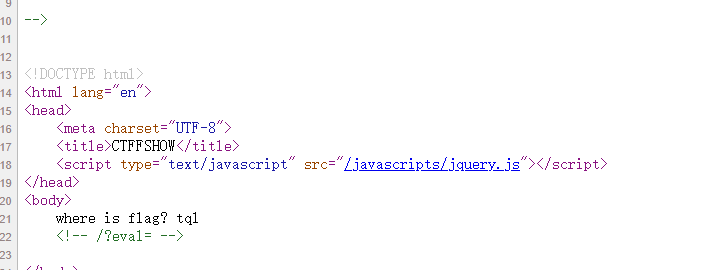 9
10 -->
11
12
13 <!DOCTYPE html>
14 <html lang="en">
15 <head>
16 <meta charset="UTF-8">
17 <title>CTFFSHOW</title>
18 <script type="text/javascript" src="/javascripts/jquery.js"></script>
19 </head>
20 <body>
21 where is flag? tql
22 <!-- /?eval= -->
23